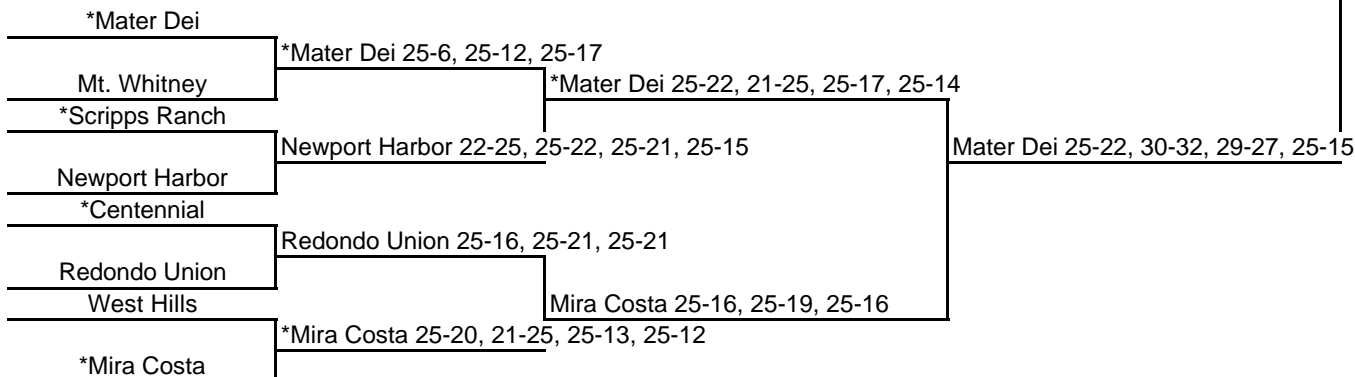 *Mater Dei
*Mater Dei 25-6, 25-12, 25-17
Mt. Whitney
*Mater Dei 25-22, 21-25, 25-17, 25-14
*Scripps Ranch
Newport Harbor 22-25, 25-22, 25-21, 25-15
Mater Dei 25-22, 30-32, 29-27, 25-15
Newport Harbor
*Centennial
Redondo Union 25-16, 25-21, 25-21
Redondo Union
West Hills
Mira Costa 25-16, 25-19, 25-16
*Mira Costa 25-20, 21-25, 25-13, 25-12
*Mira Costa